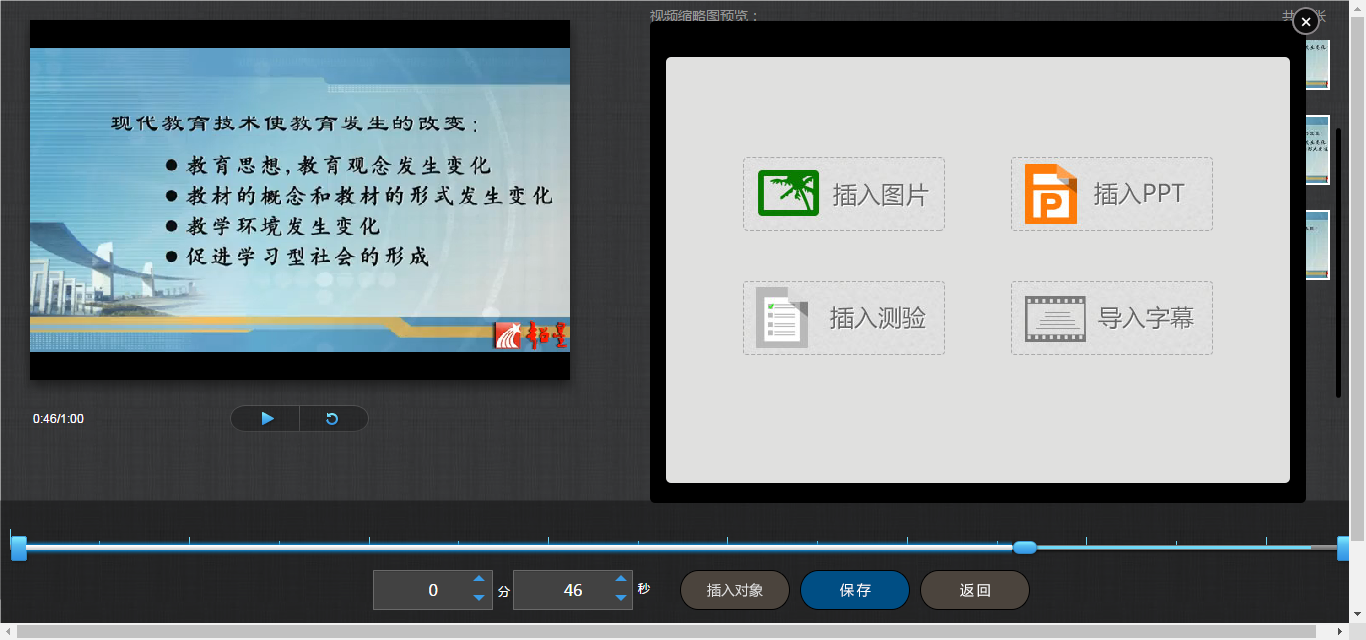 视频缩略图预览：
现代教育技术使教育发生的改变：
● 教育思想,教育观念发生变化
● 教材的概念和教材的形式发生变化
● 教学环境发生变化
● 促进学习型社会的形成
插入图片
插入PPT
插入测验
导入字幕
0:46/1:00
0 分 46 秒
插入对象
保存
返回